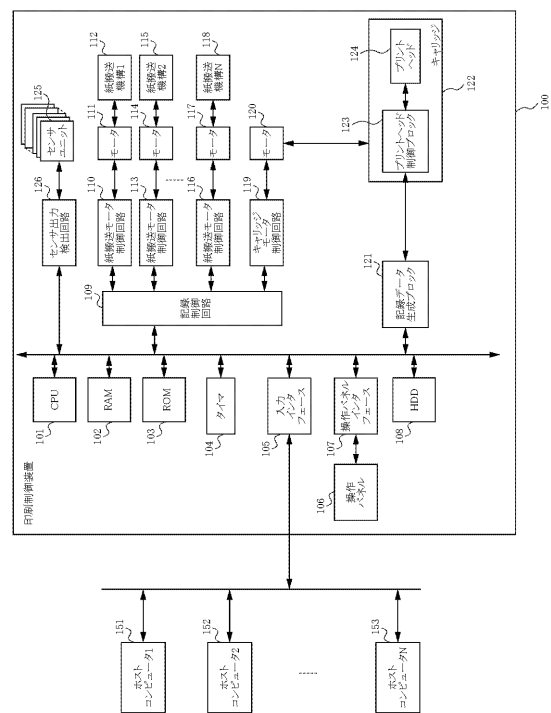 印刷制御装置
100
CPU
101
RAM
102
ROM
103
タイマ
104
入力
インタ
フェース
105
操作
パネル
106
操作パネル
インタ
フェース
107
HDD
108
記録
制御
回路
109
紙搬送モータ
制御回路
110
モータ
111
紙搬送
機構1
112
紙搬送モータ
制御回路
113
モータ
114
紙搬送
機構2
115
紙搬送モータ
制御回路
116
モータ
117
紙搬送
機構N
118
キャリッジ
モータ
制御回路
119
モータ
120
記録データ
生成ブロック
121
キャリッジ
122
プリントヘッド
制御ブロック
123
プリント
ヘッド
124
センサ
ユニット
125
センサ出力
検出回路
126
ホスト
コンピュータ1
151
ホスト
コンピュータ2
152
ホスト
コンピュータN
153